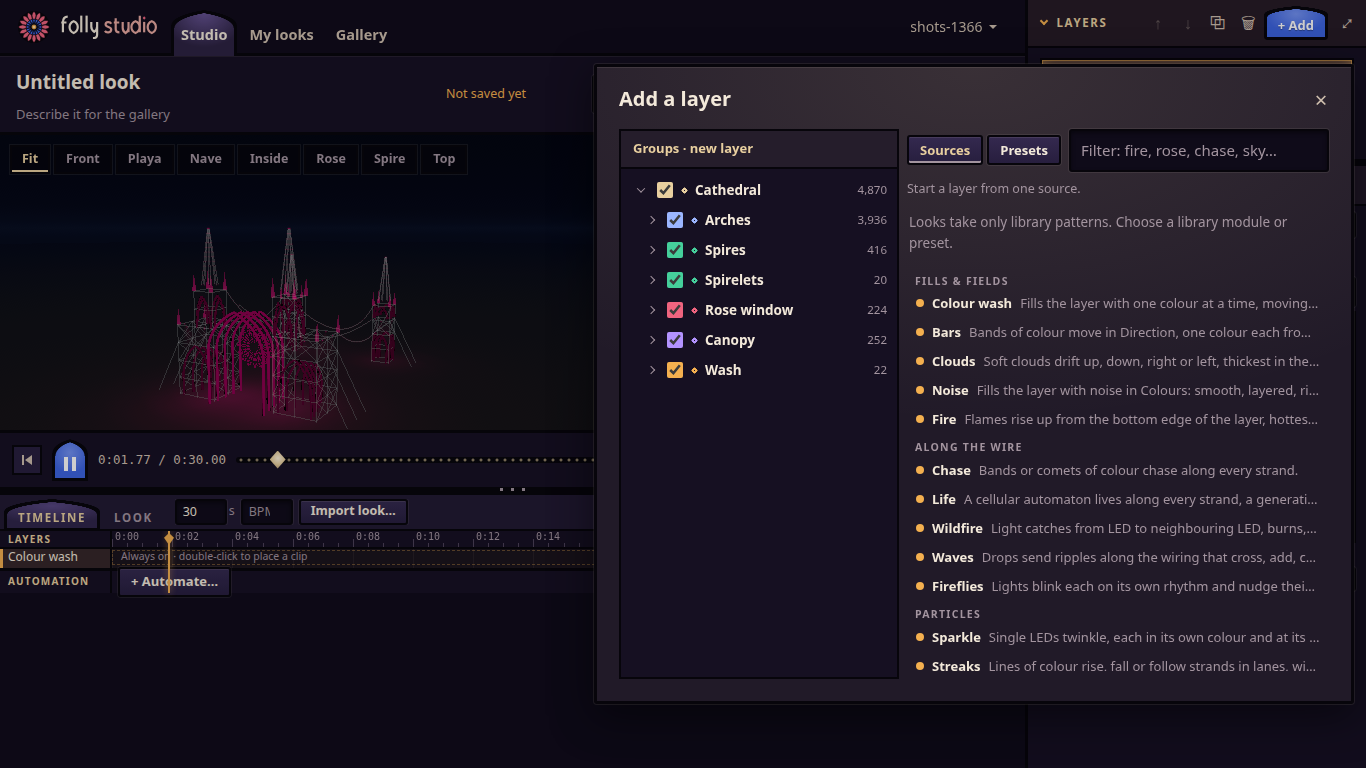 folly studio
Studio
My looks
Gallery
shots-1366
LAYERS
+ Add
Untitled look
Not saved yet
Describe it for the gallery
Fit
Front
Playa
Nave
Inside
Rose
Spire
Top
0:01.77 / 0:30.00
TIMELINE
LOOK
30 s
BPM
Import look...
LAYERS
0:00
0:02
0:04
0:06
0:08
0:10
0:12
0:14
Colour wash
Always on · double-click to place a clip
AUTOMATION
+ Automate...
Add a layer
Groups · new layer
Cathedral 4,870
Arches 3,936
Spires 416
Spirelets 20
Rose window 224
Canopy 252
Wash 22
Sources
Presets
Filter: fire, rose, chase, sky...
Start a layer from one source.
Looks take only library patterns. Choose a library module or
preset.
FILLS & FIELDS
Colour wash Fills the layer with one colour at a time, moving...
Bars Bands of colour move in Direction, one colour each fro...
Clouds Soft clouds drift up, down, right or left, thickest in the...
Noise Fills the layer with noise in Colours: smooth, layered, ri...
Fire Flames rise up from the bottom edge of the layer, hottes...
ALONG THE WIRE
Chase Bands or comets of colour chase along every strand.
Life A cellular automaton lives along every strand, a generati...
Wildfire Light catches from LED to neighbouring LED, burns,...
Waves Drops send ripples along the wiring that cross, add, c...
Fireflies Lights blink each on its own rhythm and nudge thei...
PARTICLES
Sparkle Single LEDs twinkle, each in its own colour and at its ...
Streaks Lines of colour rise, fall or follow strands in lanes, wi...